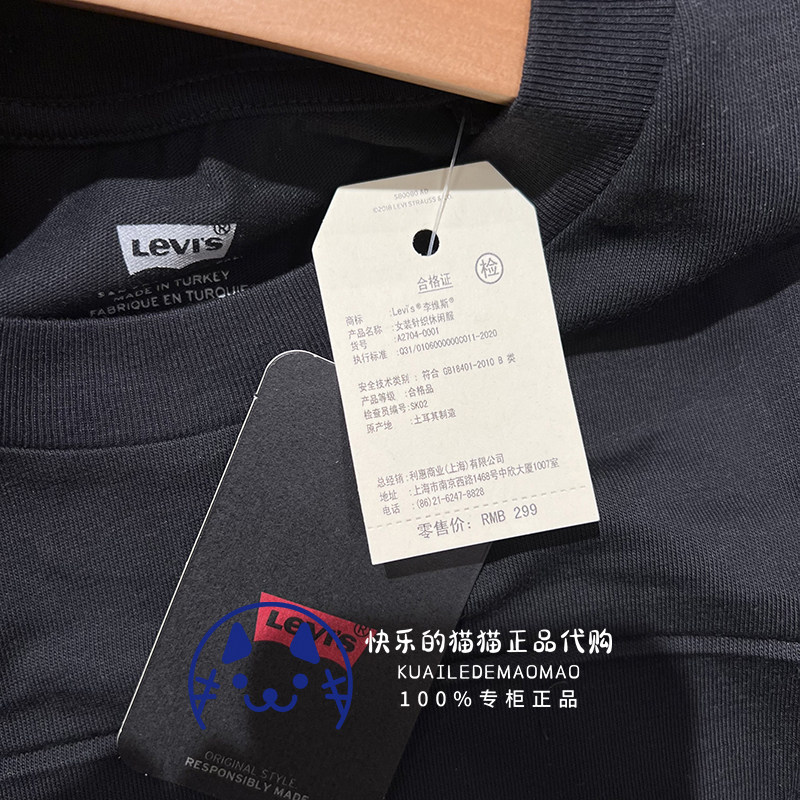 Levi's®
MADE IN TURKEY
FABRIQUE EN TURQUIE
合格证
检
商标 :Levi's®李维斯®
产品名称 :女装针织休闲服
货号 :A2704-0001
执行标准 :Q31/01060000000C011-2020
安全技术类别 : 符合 GB18401-2010 B 类
产品等级 :合格品
检查员编号:SK02
原产地 :土耳其制造
总经销:利惠商业(上海)有限公司
地址 :上海市南京西路1468号中欣大厦1007室
电话 :(86)21-6247-8828
零售价: RMB 299
Levi's®
ORIGINAL STYLE
RESPONSIBLY MADE
快乐的猫猫正品代购
KUAILEDEMAOMAO
100%专柜正品